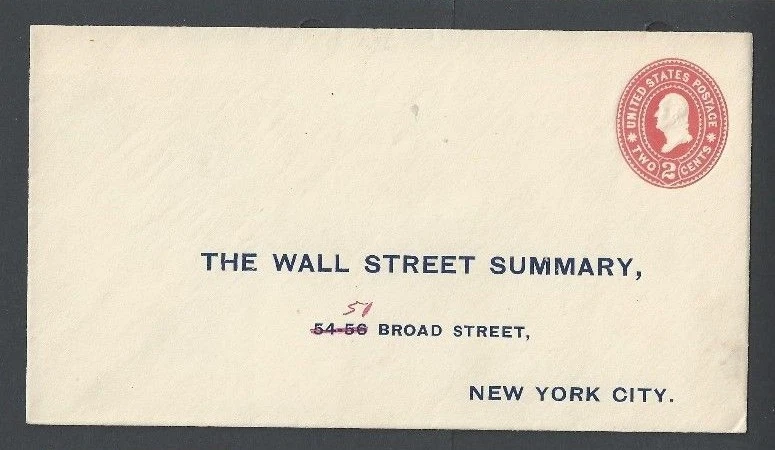 UNITED STATES POSTAGE
TWO 2 CENTS
THE WALL STREET SUMMARY,
51
54-56 BROAD STREET,
NEW YORK CITY.